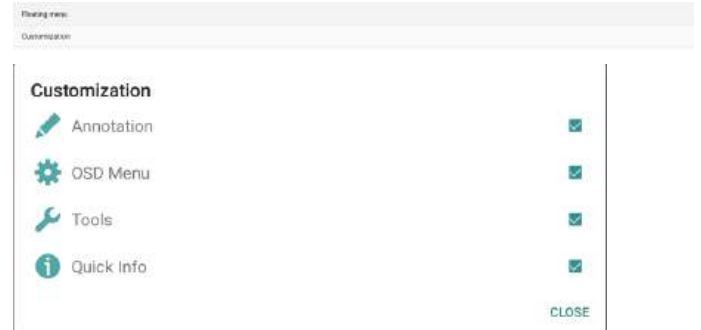 Floating menu
Customization
Customization
Annotation
OSD Menu
Tools
Quick Info
CLOSE